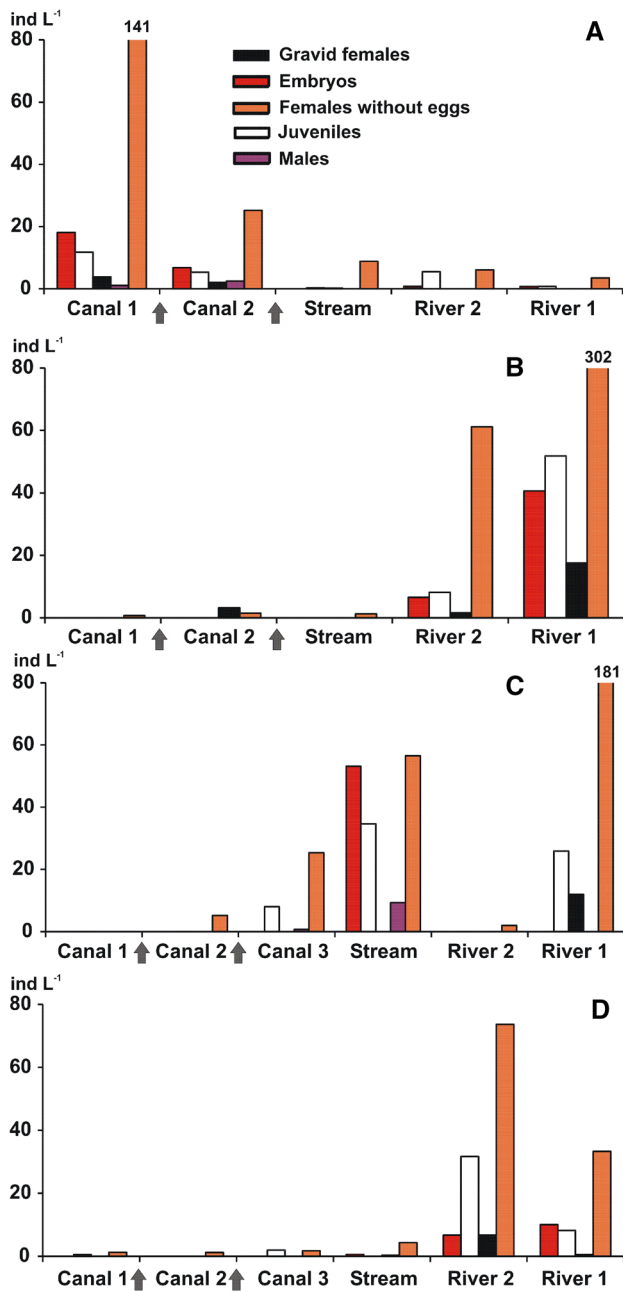 ind L⁻¹
141
A
80
Gravid females
Embryos
60
Females without eggs
Juveniles
40
Males
20
0
Canal 1 Canal 2 Stream River 2 River 1
ind L⁻¹
302
B
80
60
40
20
0
Canal 1 Canal 2 Stream River 2 River 1
ind L⁻¹
181
C
80
60
40
20
0
Canal 1 Canal 2 Canal 3 Stream River 2 River 1
ind L⁻¹
D
80
60
40
20
0
Canal 1 Canal 2 Canal 3 Stream River 2 River 1